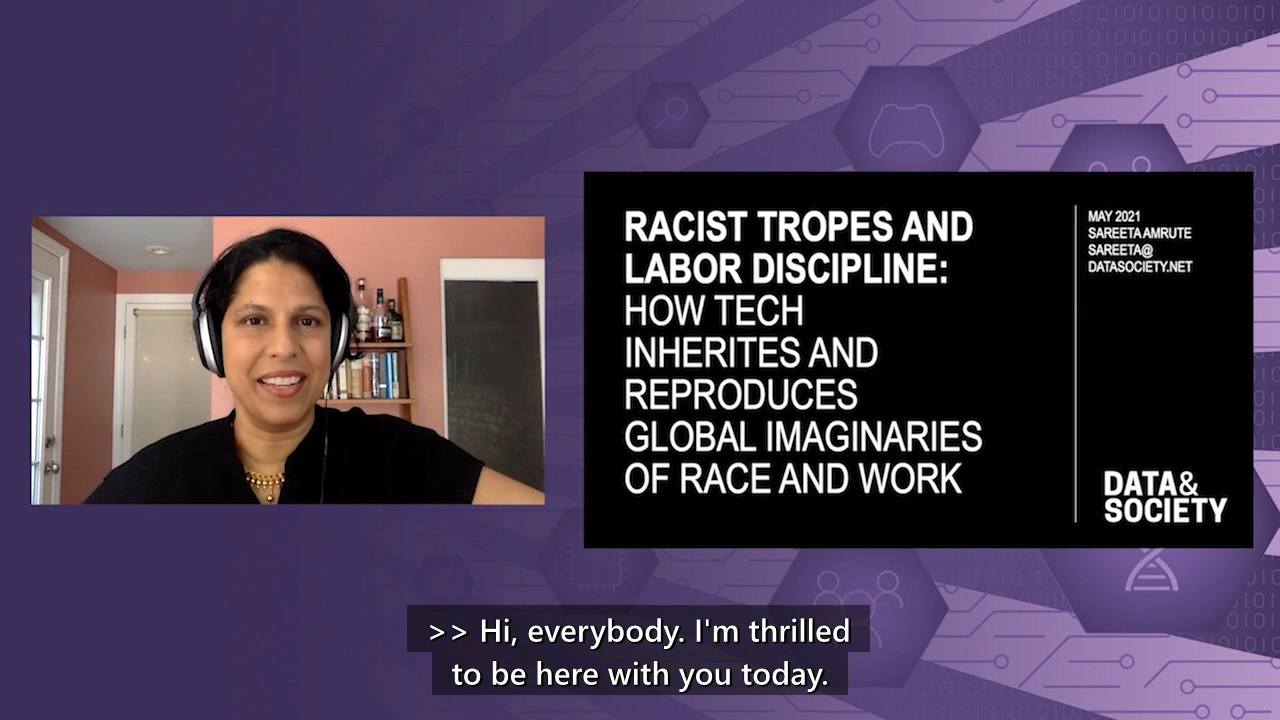 RACIST TROPES AND
LABOR DISCIPLINE:
HOW TECH
INHERITES AND
REPRODUCES
GLOBAL IMAGINARIES
OF RACE AND WORK
MAY 2021
SAREETA AMRUTE
SAREETA@
DATASOCIETY.NET
DATA&
SOCIETY
>> Hi, everybody. I'm thrilled
to be here with you today.